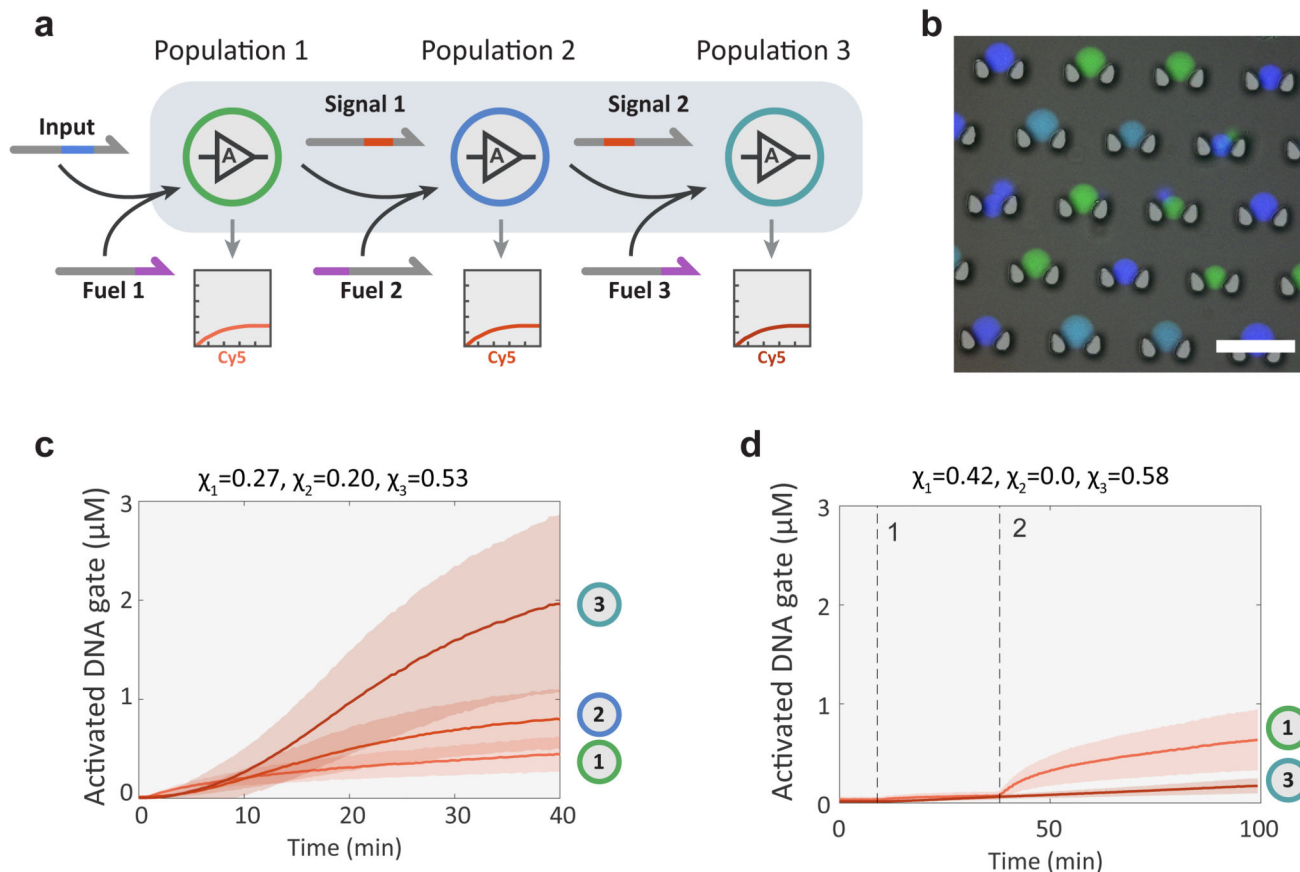 a
Population 1 Population 2 Population 3
Input
Signal 1
Signal 2
A
A
A
Fuel 1
Fuel 2
Fuel 3
Cy5
Cy5
Cy5
b
c
χ₁=0.27, χ₂=0.20, χ₃=0.53
Activated DNA gate (μM)
3
2
1
0
0 10 20 30 40
Time (min)
3
2
1
d
χ₁=0.42, χ₂=0.0, χ₃=0.58
Activated DNA gate (μM)
3
2
1
0
1
2
0 50 100
Time (min)
1
3